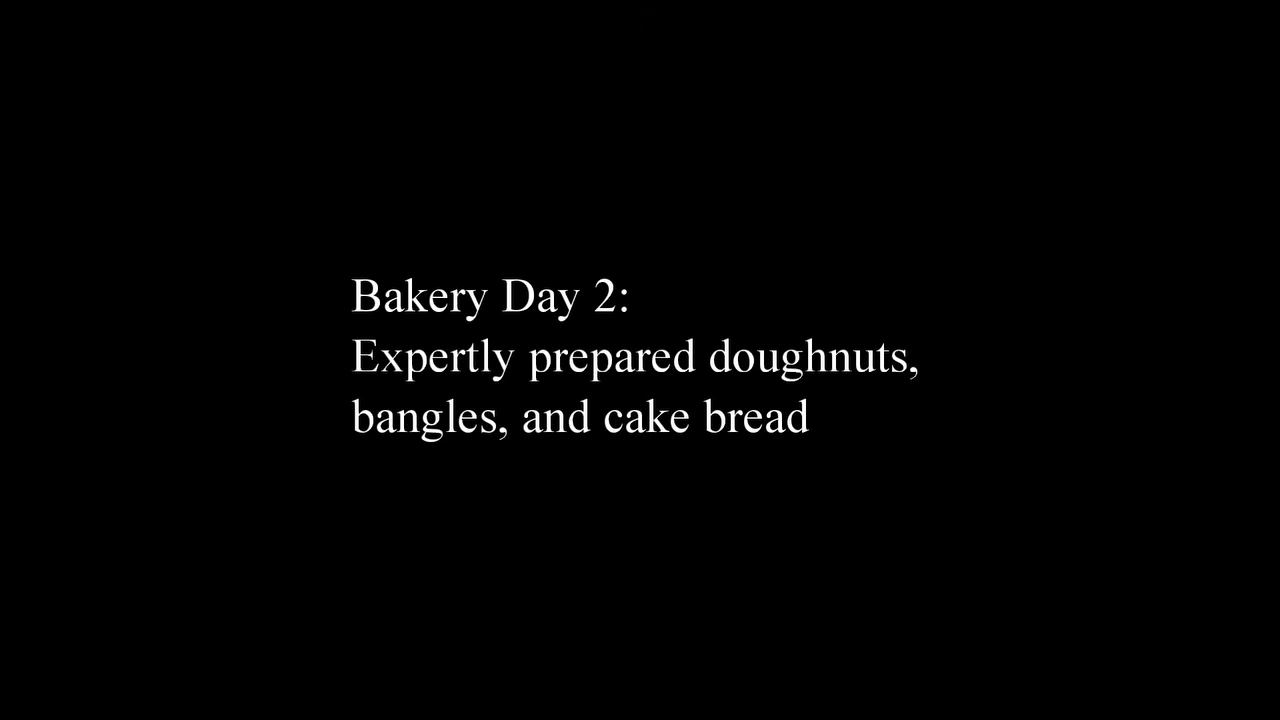 Bakery Day 2:
Expertly prepared doughnuts,
bangles, and cake bread